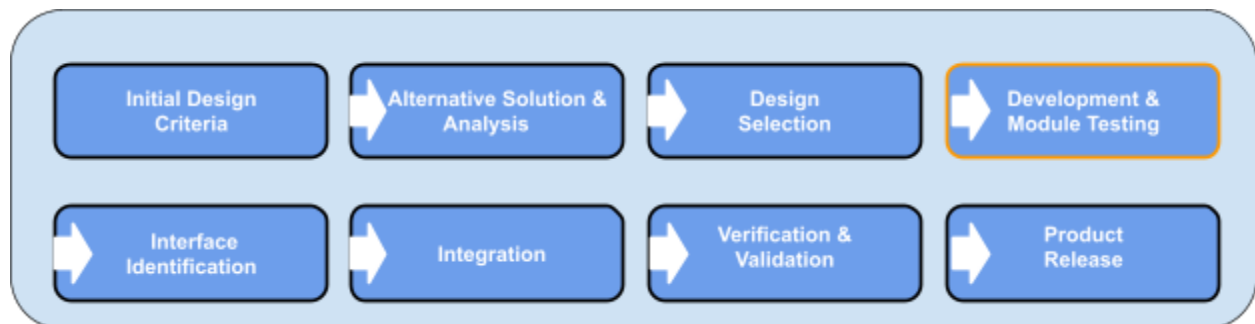 Initial Design
Criteria
Alternative Solution &
Analysis
Design
Selection
Development &
Module Testing
Interface
Identification
Integration
Verification &
Validation
Product
Release